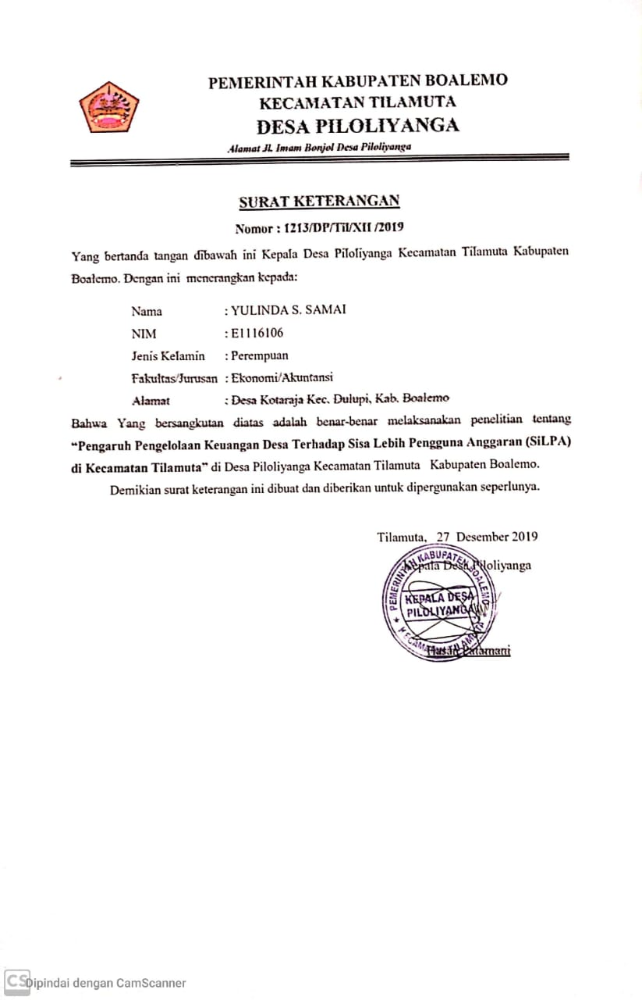 PEMERINTAH KABUPATEN BOALEMO
KECAMATAN TILAMUTA
DESA PILOLIYANGA
Alamat Jl. Imam Bonjol Desa Piloliyanga
SURAT KETERANGAN
Nomor : 1213/DP/Til/XII /2019
Yang bertanda tangan dibawah ini Kepala Desa Piloliyanga Kecamatan Tilamuta Kabupaten
Boalemo. Dengan ini menerangkan kepada:
Nama : YULINDA S. SAMAI
NIM : E1116106
Jenis Kelamin : Perempuan
Fakultas/Jurusan : Ekonomi/Akuntansi
Alamat : Desa Kotaraja Kec. Dulupi, Kab. Boalemo
Bahwa Yang bersangkutan diatas adalah benar-benar melaksanakan penelitian tentang
“Pengaruh Pengelolaan Keuangan Desa Terhadap Sisa Lebih Pengguna Anggaran (SiLPA)
di Kecamatan Tilamuta” di Desa Piloliyanga Kecamatan Tilamuta Kabupaten Boalemo.
Demikian surat keterangan ini dibuat dan diberikan untuk dipergunakan seperlunya.
Tilamuta, 27 Desember 2019
Kepala Desa Piloliyanga
PEMERINTAH KABUPATEN BOALEMO
KEPALA DESA
PILOLIYANGA
KECAMATAN TILAMUTA
Hasan Patamani
CS Dipindai dengan CamScanner